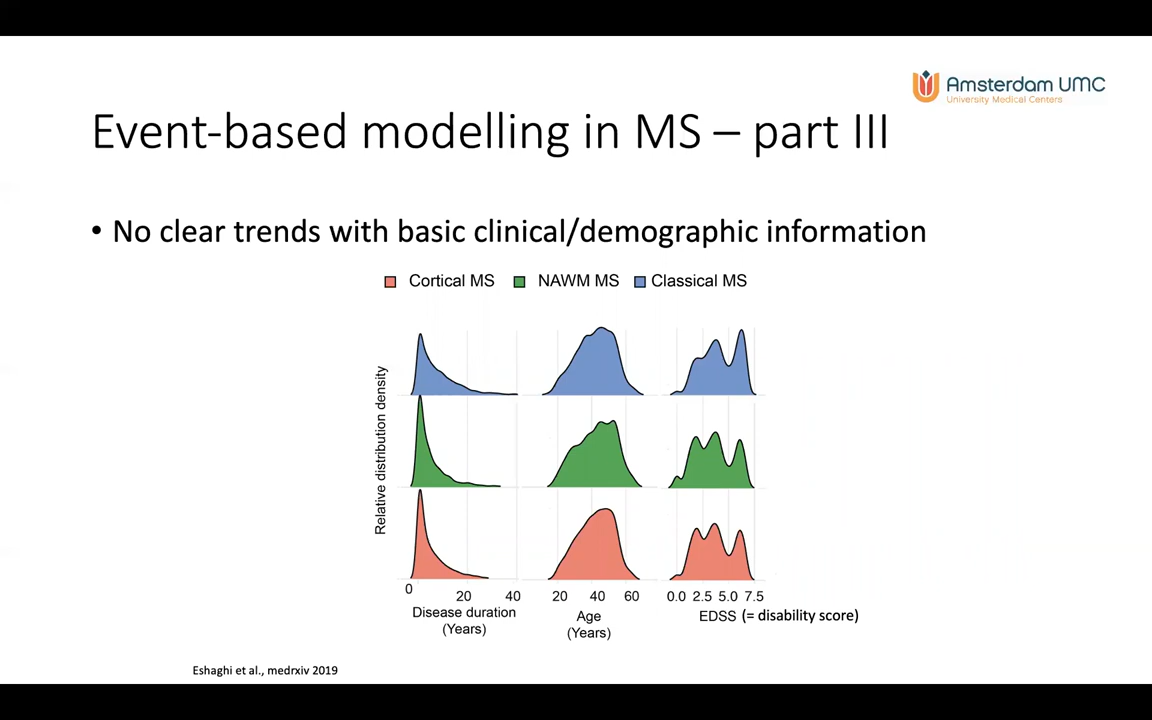 Amsterdam UMC
University Medical Centers
Event-based modelling in MS – part III
• No clear trends with basic clinical/demographic information
Cortical MS NAWM MS Classical MS
Relative distribution density
0 20 40 20 40 60 0.0 2.5 5.0 7.5
Disease duration
(Years)
Age
(Years)
EDSS (= disability score)
Eshaghi et al., medrxiv 2019